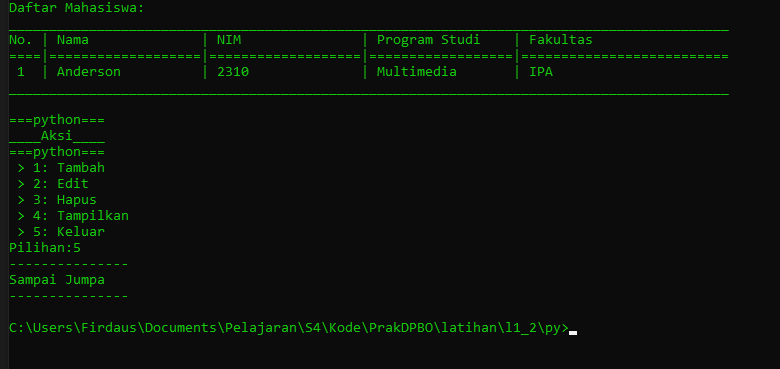 Daftar Mahasiswa:
__________________________________________________________________________________________
No. | Nama              | NIM               | Program Studi    | Fakultas
====|===================|===================|==================|==========================
 1  | Anderson          | 2310              | Multimedia       | IPA
__________________________________________________________________________________________
===python===
____Aksi____
===python===
 > 1: Tambah
 > 2: Edit
 > 3: Hapus
 > 4: Tampilkan
 > 5: Keluar
Pilihan:5
---------------
Sampai Jumpa
---------------
C:\Users\Firdaus\Documents\Pelajaran\S4\Kode\PrakDPBO\latihan\l1_2\py>